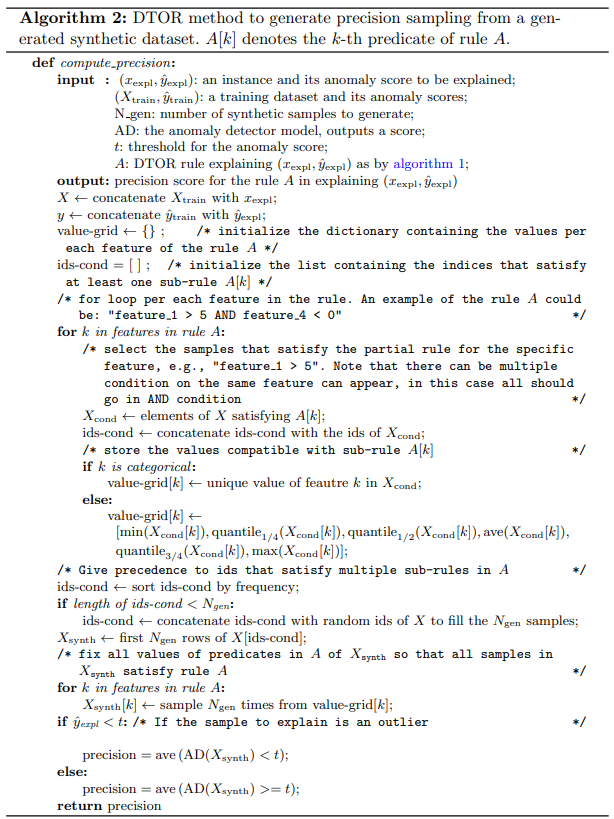 Algorithm 2: DTOR method to generate precision sampling from a gen-
erated synthetic dataset. A[k] denotes the k-th predicate of rule A.
def compute_precision:
input : (x_expl, ŷ_expl): an instance and its anomaly score to be explained;
(X_train, ŷ_train): a training dataset and its anomaly scores;
N_gen: number of synthetic samples to generate;
AD: the anomaly detector model, outputs a score;
t: threshold for the anomaly score;
A: DTOR rule explaining (x_expl, ŷ_expl) as by algorithm 1;
output: precision score for the rule A in explaining (x_expl, ŷ_expl)
X ← concatenate X_train with x_expl;
y ← concatenate ŷ_train with ŷ_expl;
value-grid ← {} ; /* initialize the dictionary containing the values per
each feature of the rule A */
ids-cond = [ ] ; /* initialize the list containing the indices that satisfy
at least one sub-rule A[k] */
/* for loop per each feature in the rule. An example of the rule A could
be: "feature_1 > 5 AND feature_4 < 0" */
for k in features in rule A:
/* select the samples that satisfy the partial rule for the specific
feature, e.g., "feature_1 > 5". Note that there can be multiple
condition on the same feature can appear, in this case all should
go in AND condition */
X_cond ← elements of X satisfying A[k];
ids-cond ← concatenate ids-cond with the ids of X_cond;
/* store the values compatible with sub-rule A[k] */
if k is categorical:
value-grid[k] ← unique value of feautre k in X_cond;
else:
value-grid[k] ←
[min(X_cond[k]), quantile_1/4(X_cond[k]), quantile_1/2(X_cond[k]), ave(X_cond[k]),
quantile_3/4(X_cond[k]), max(X_cond[k])];
/* Give precedence to ids that satisfy multiple sub-rules in A */
ids-cond ← sort ids-cond by frequency;
if length of ids-cond < N_gen:
ids-cond ← concatenate ids-cond with random ids of X to fill the N_gen samples;
X_synth ← first N_gen rows of X[ids-cond];
/* fix all values of predicates in A of X_synth so that all samples in
X_synth satisfy rule A */
for k in features in rule A:
X_synth[k] ← sample N_gen times from value-grid[k];
if ŷ_expl < t: /* If the sample to explain is an outlier */
precision = ave (AD(X_synth) < t);
else:
precision = ave (AD(X_synth) >= t);
return precision